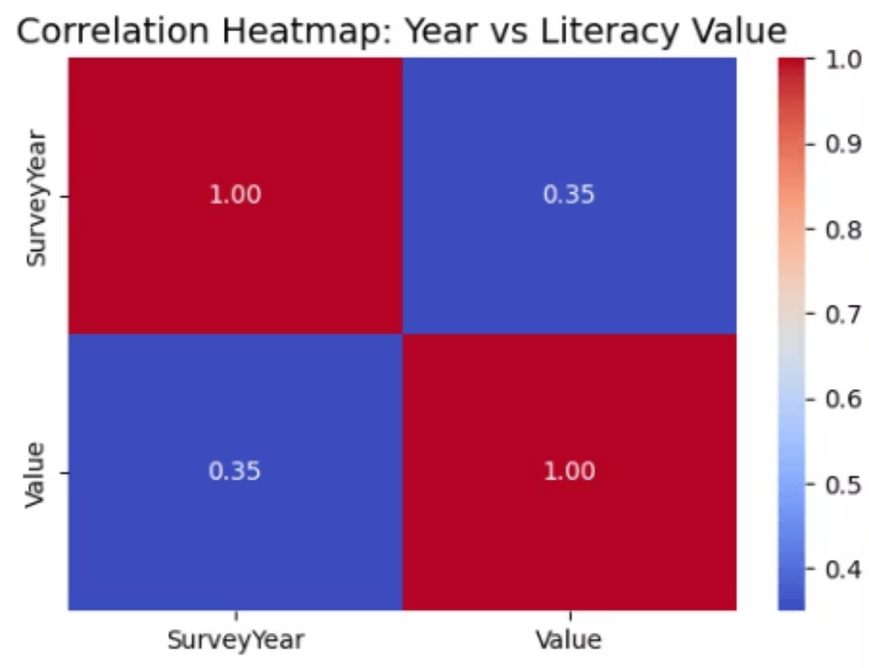 Correlation Heatmap: Year vs Literacy Value
SurveyYear
1.00
0.35
Value
0.35
1.00
SurveyYear
Value
1.0
0.9
0.8
0.7
0.6
0.5
0.4